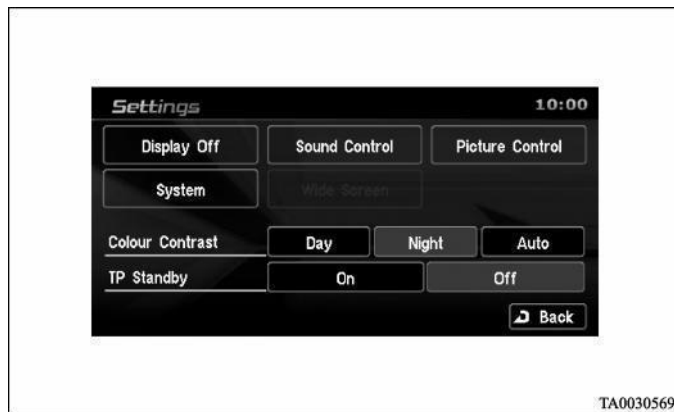 Settings 10:00
Display Off Sound Control Picture Control
System Wide Screen
Colour Contrast Day Night Auto
TP Standby On Off
Back
TA0030569